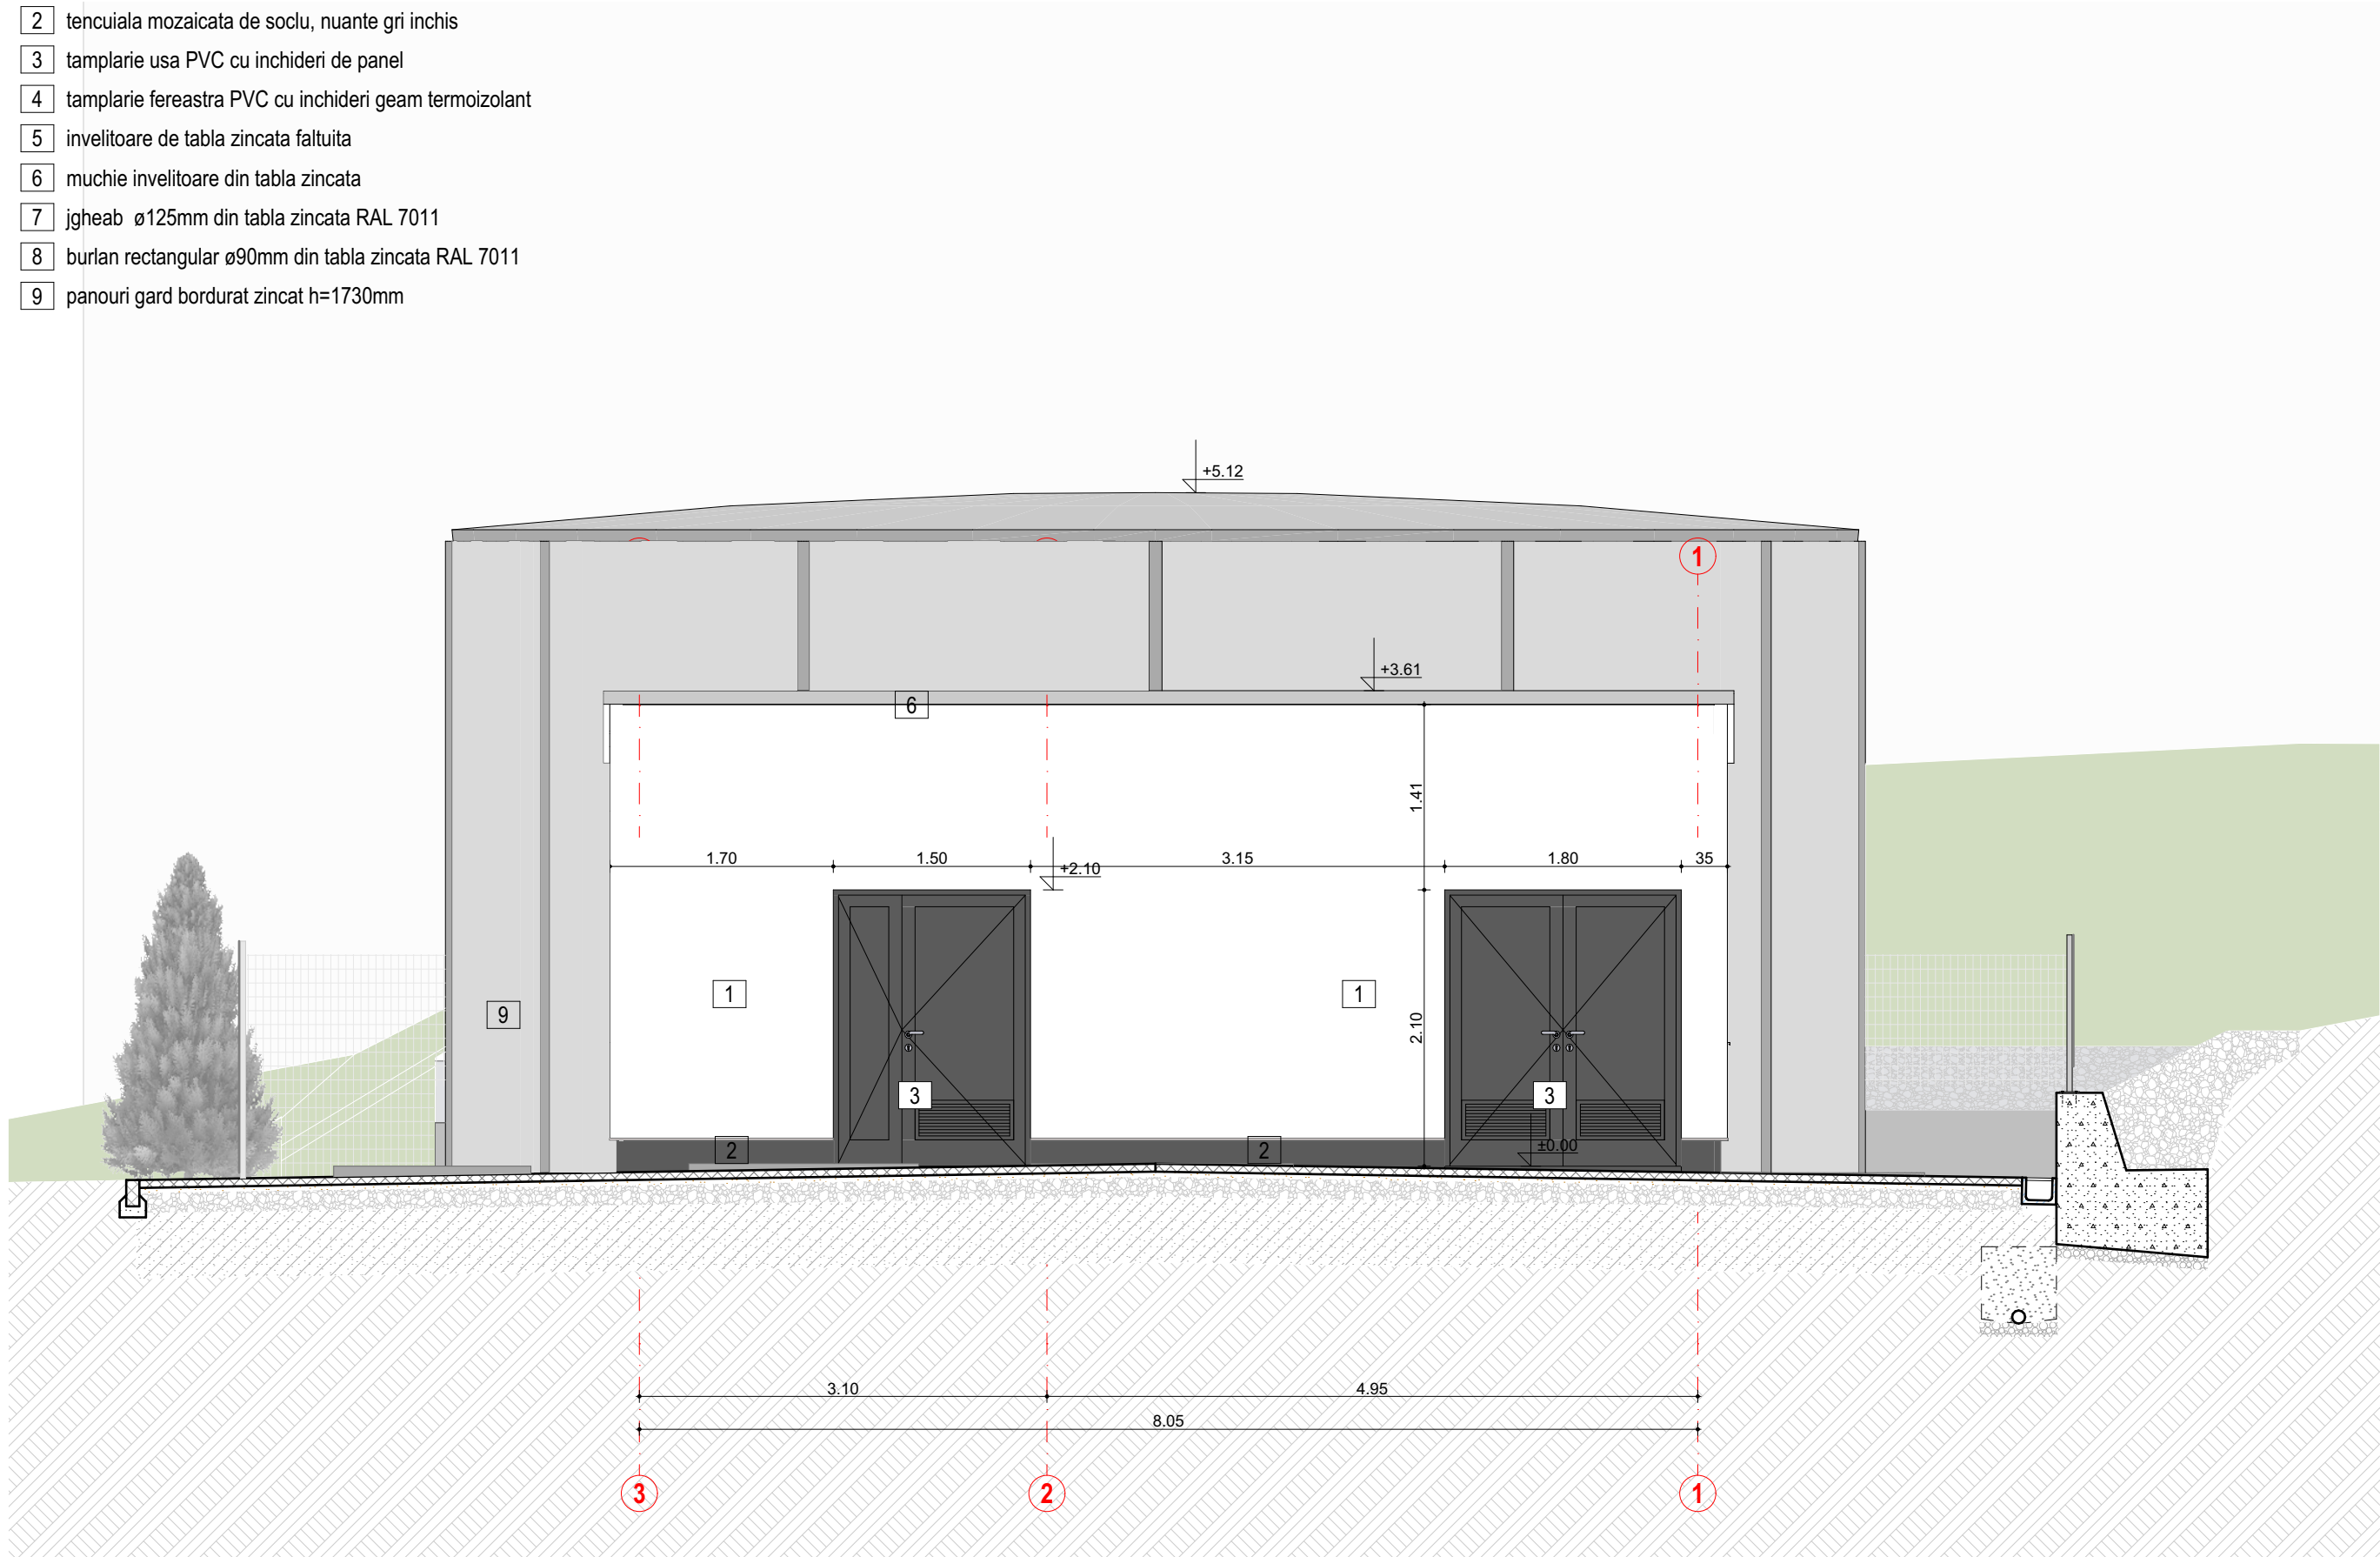 2 tencuiala mozaicata de soclu, nuante gri inchis
3 tamplarie usa PVC cu inchideri de panel
4 tamplarie fereastra PVC cu inchideri geam termoizolant
5 invelitoare de tabla zincata faltuita
6 muchie invelitoare din tabla zincata
7 jgheab ø125mm din tabla zincata RAL 7011
8 burlan rectangular ø90mm din tabla zincata RAL 7011
9 panouri gard bordurat zincat h=1730mm
+5.12
1
+3.61
6
1.41
1.70 1.50 3.15 1.80 35
+2.10
1 1
9
2.10
3 3
2 2 ±0.00
3.10 4.95
8.05
3 2 1